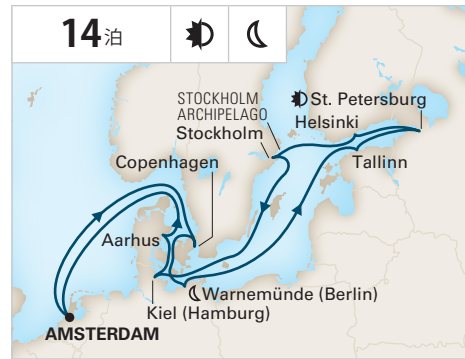 14泊
STOCKHOLM
ARCHIPELAGO
Stockholm
St. Petersburg
Helsinki
Tallinn
Copenhagen
Aarhus
Warnemünde (Berlin)
Kiel (Hamburg)
AMSTERDAM